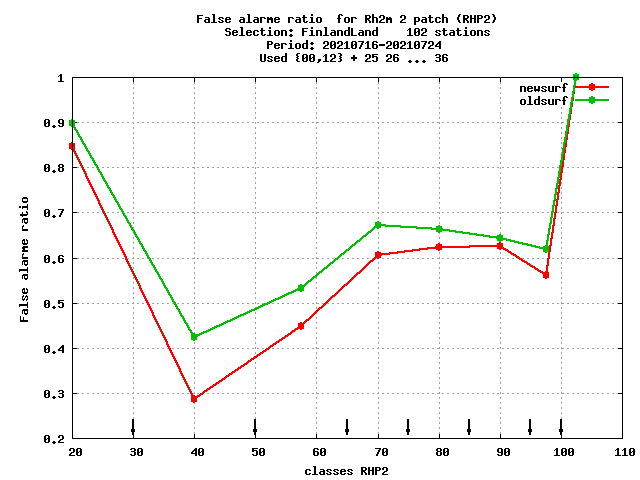 False alarme ratio  for Rh2m 2 patch (RHP2)
Selection: FinlandLand    102 stations
Period: 20210716-20210724
Used {00,12} + 25 26 ... 36
newsurf
oldsurf
1
0.9
0.8
0.7
0.6
0.5
0.4
0.3
0.2
False alarme ratio
20 30 40 50 60 70 80 90 100 110
classes RHP2